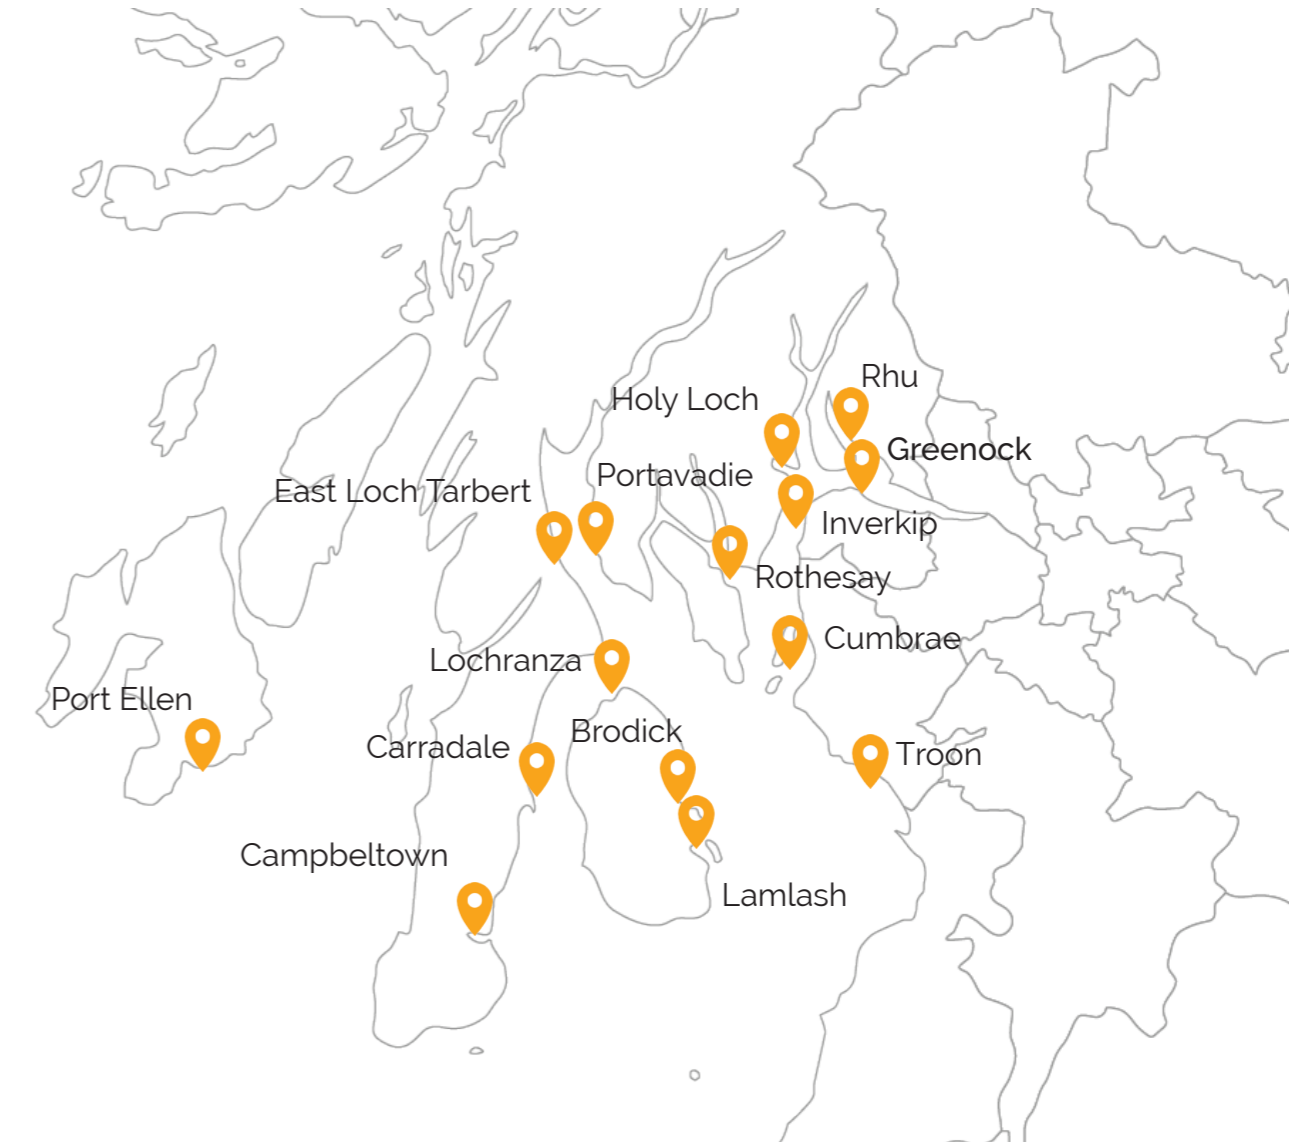 Rhu
Holy Loch
Greenock
Portavadie
East Loch Tarbert
Inverkip
Rothesay
Cumbrae
Lochranza
Port Ellen
Brodick
Carradale
Troon
Campbeltown
Lamlash